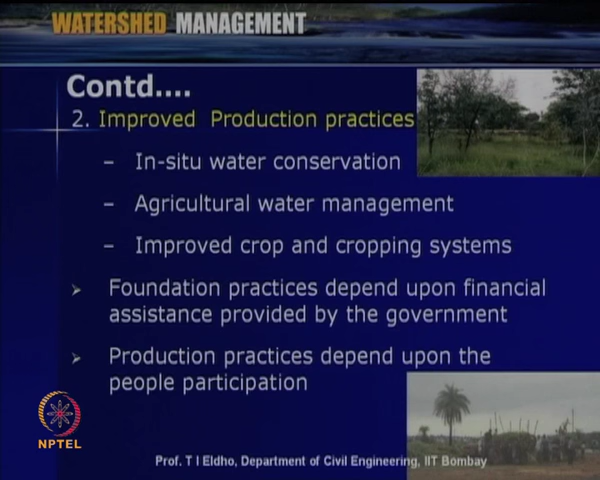 WATERSHED MANAGEMENT
Contd....
2. Improved Production practices
– In-situ water conservation
– Agricultural water management
– Improved crop and cropping systems
➢ Foundation practices depend upon financial
assistance provided by the government
➢ Production practices depend upon the
people participation
NPTEL
Prof. T I Eldho, Department of Civil Engineering, IIT Bombay